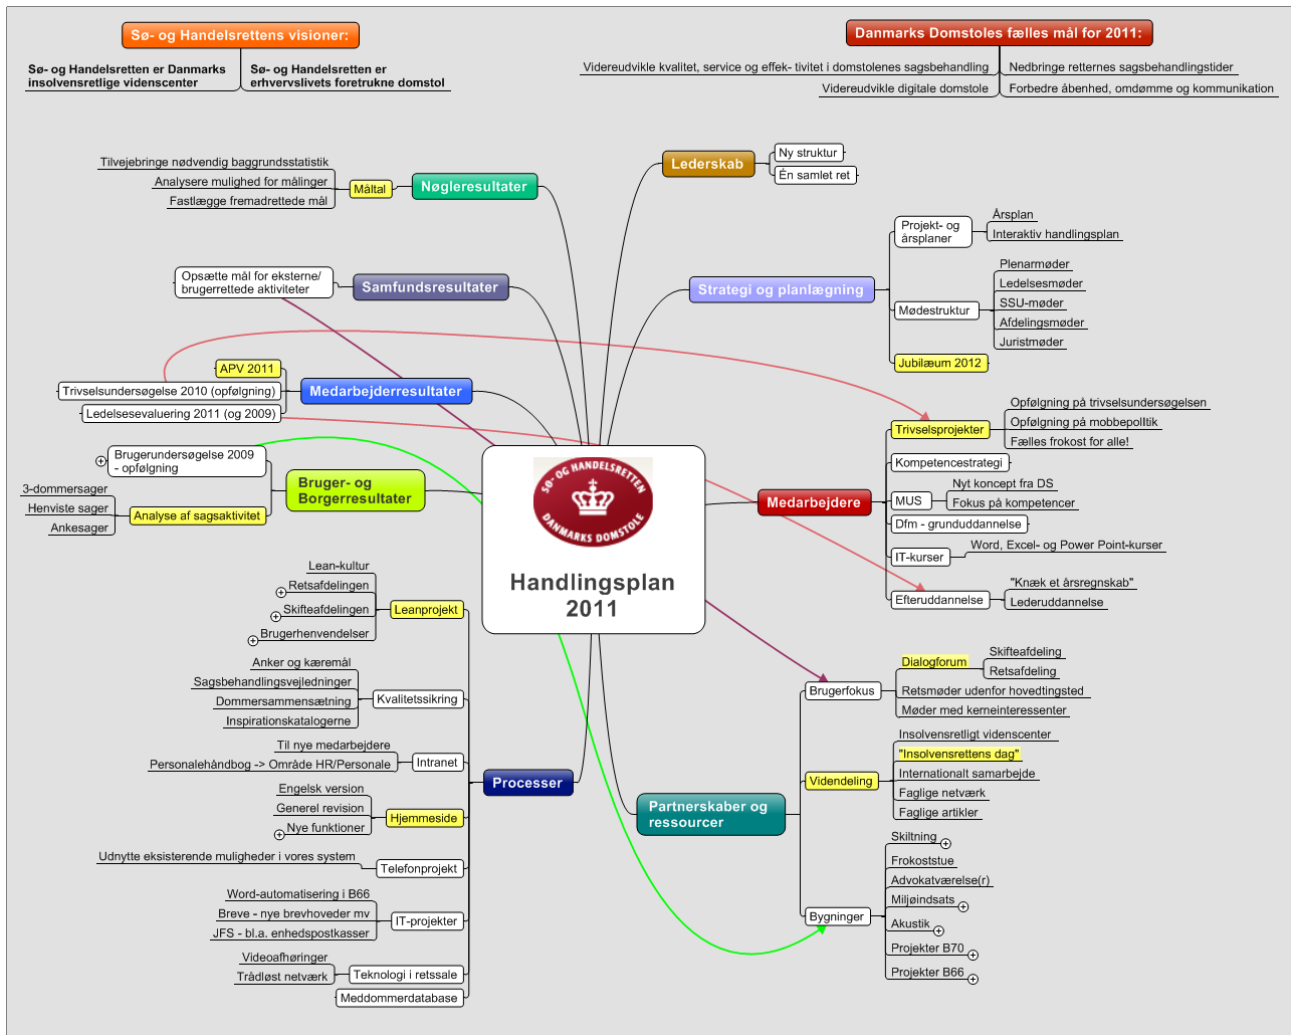 Sø- og Handelsrettens visioner:
Sø- og Handelsretten er Danmarks
insolvensretlige videnscenter
Sø- og Handelsretten er
erhvervslivets foretrukne domstol
Danmarks Domstoles fælles mål for 2011:
Videreudvikle kvalitet, service og effek- tivitet i domstolenes sagsbehandling
Videreudvikle digitale domstole
Nedbringe retternes sagsbehandlingstider
Forbedre åbenhed, omdømme og kommunikation
Nøgleresultater
Måltal
Tilvejebringe nødvendig baggrundsstatistik
Analysere mulighed for målinger
Fastlægge fremadrettede mål
Samfundsresultater
Opsætte mål for eksterne/
brugerrettede aktiviteter
Medarbejderresultater
APV 2011
Trivselsundersøgelse 2010 (opfølgning)
Ledelsesevaluering 2011 (og 2009)
Bruger- og
Borgerresultater
Brugerundersøgelse 2009
- opfølgning
Analyse af sagsaktivitet
3-dommersager
Henviste sager
Ankesager
SØ- OG HANDELSRETTEN
DANMARKS DOMSTOLE
Handlingsplan
2011
Processer
Leanprojekt
Lean-kultur
Retsafdelingen
Skifteafdelingen
Brugerhenvendelser
Kvalitetssikring
Anker og kæremål
Sagsbehandlingsvejledninger
Dommersammensætning
Inspirationskatalogerne
Intranet
Til nye medarbejdere
Personalehåndbog -> Område HR/Personale
Hjemmeside
Engelsk version
Generel revision
Nye funktioner
Telefonprojekt
Udnytte eksisterende muligheder i vores system
IT-projekter
Word-automatisering i B66
Breve - nye brevhoveder mv
JFS - bl.a. enhedspostkasser
Teknologi i retssale
Videoafhøringer
Trådløst netværk
Meddommerdatabase
Lederskab
Ny struktur
Én samlet ret
Strategi og planlægning
Projekt- og
årsplaner
Årsplan
Interaktiv handlingsplan
Mødestruktur
Plenarmøder
Ledelsesmøder
SSU-møder
Afdelingsmøder
Juristmøder
Jubilæum 2012
Medarbejdere
Trivselsprojekter
Opfølgning på trivselsundersøgelsen
Opfølgning på mobbepolltik
Fælles frokost for alle!
Kompetencestrategi
MUS
Nyt koncept fra DS
Fokus på kompetencer
Dfm - grunduddannelse
IT-kurser
Word, Excel- og Power Point-kurser
Efteruddannelse
"Knæk et årsregnskab"
Lederuddannelse
Partnerskaber og
ressourcer
Brugerfokus
Dialogforum
Skifteafdeling
Retsafdeling
Retsmøder udenfor hovedtingsted
Møder med kerneinteressenter
Videndeling
Insolvensretligt videnscenter
"Insolvensrettens dag"
Internationalt samarbejde
Faglige netværk
Faglige artikler
Bygninger
Skiltning
Frokoststue
Advokatværelse(r)
Miljøindsats
Akustik
Projekter B70
Projekter B66